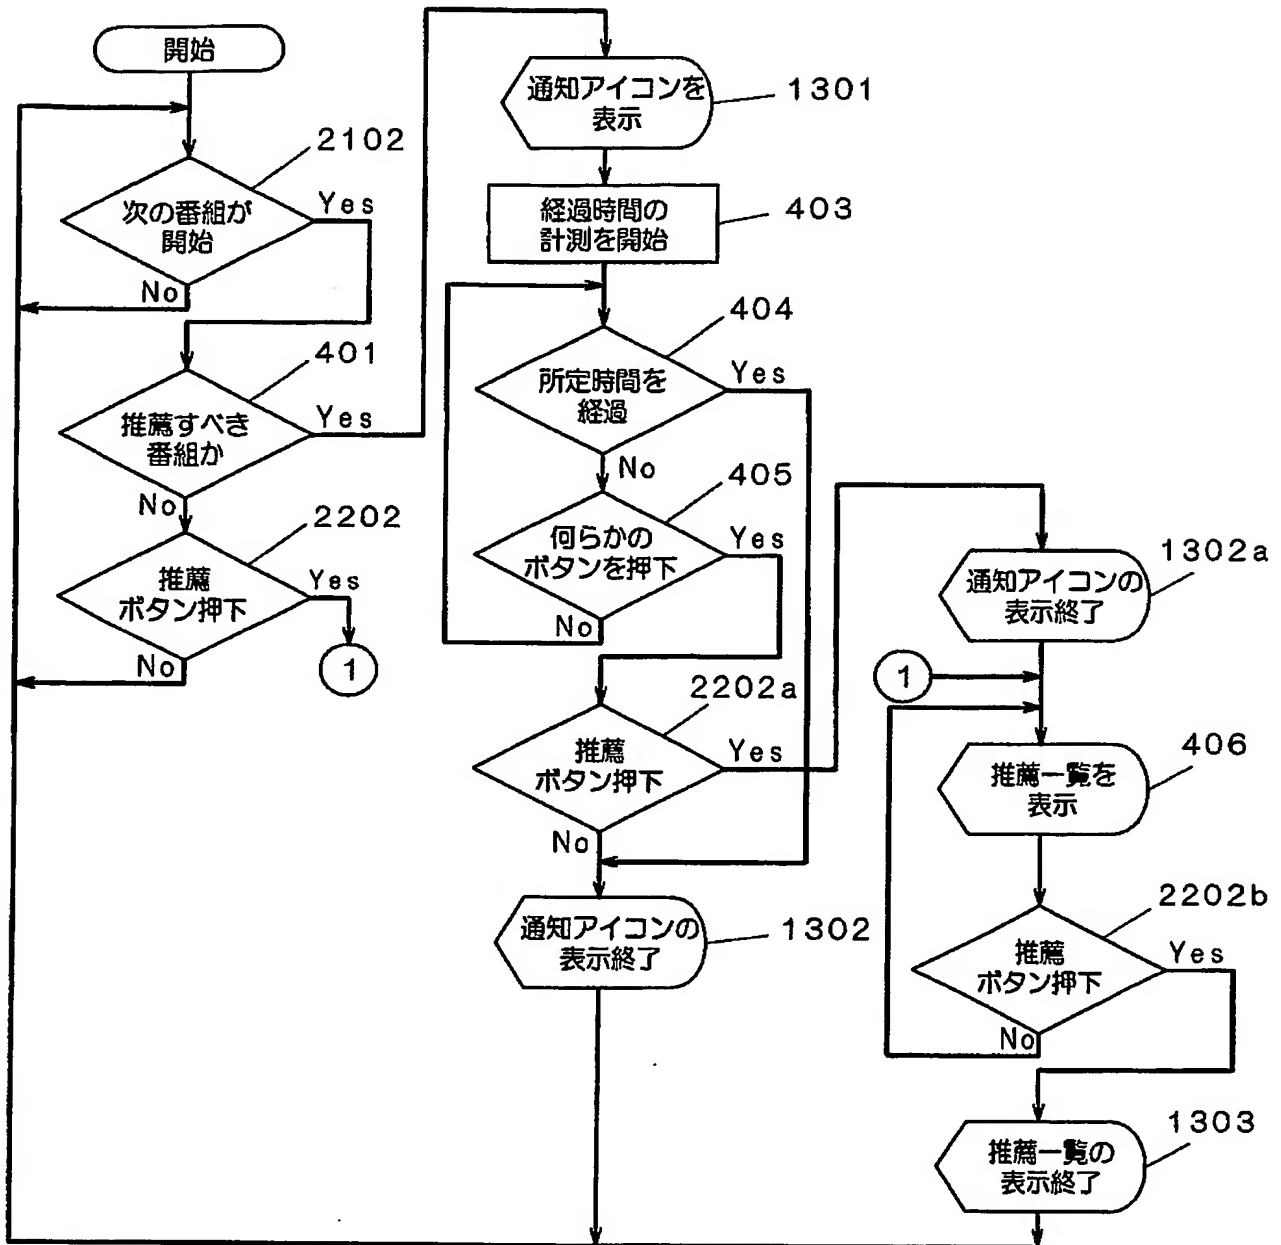 開始
2102
次の番組が
開始
Yes
No
401
推薦すべき
番組か
Yes
No
2202
推薦
ボタン押下
Yes
No
1
通知アイコンを
表示
1301
経過時間の
計測を開始
403
404
所定時間を
経過
Yes
No
405
何らかの
ボタンを押下
Yes
No
2202a
推薦
ボタン押下
Yes
No
通知アイコンの
表示終了
1302
1302a
通知アイコンの
表示終了
1
406
推薦一覧を
表示
2202b
推薦
ボタン押下
Yes
No
1303
推薦一覧の
表示終了